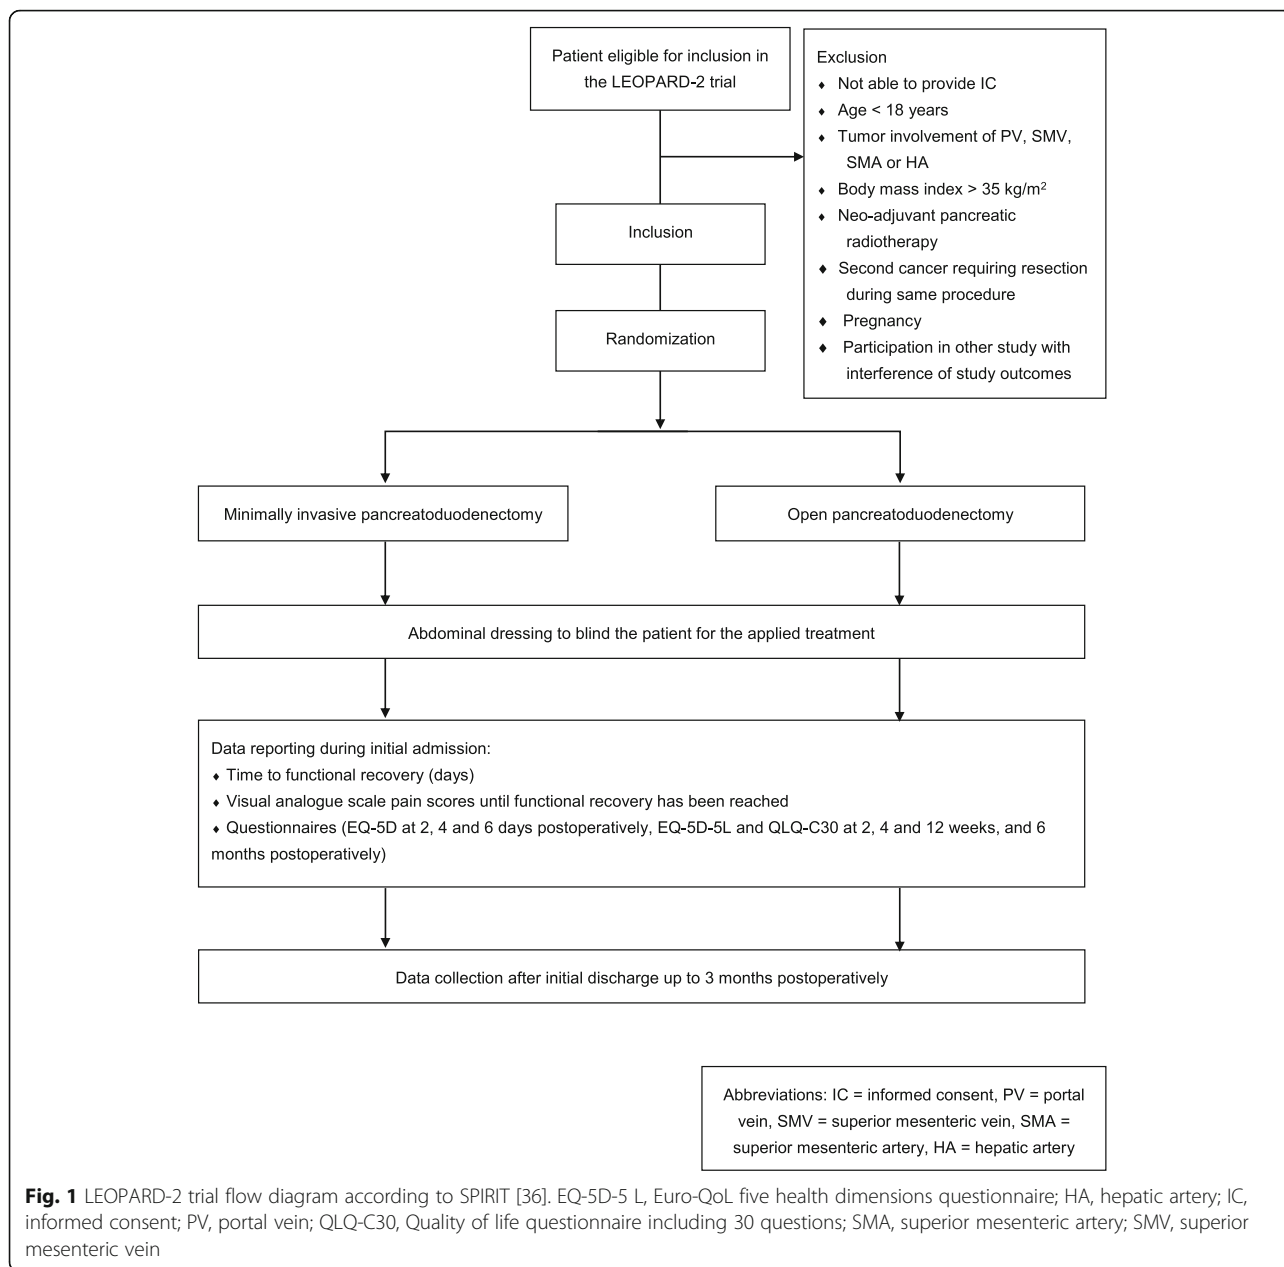 Patient eligible for inclusion in
the LEOPARD-2 trial
Exclusion
♦ Not able to provide IC
♦ Age < 18 years
♦ Tumor involvement of PV, SMV,
SMA or HA
♦ Body mass index > 35 kg/m²
♦ Neo-adjuvant pancreatic
radiotherapy
♦ Second cancer requiring resection
during same procedure
♦ Pregnancy
♦ Participation in other study with
interference of study outcomes
Inclusion
Randomization
Minimally invasive pancreatoduodenectomy
Open pancreatoduodenectomy
Abdominal dressing to blind the patient for the applied treatment
Data reporting during initial admission:
♦ Time to functional recovery (days)
♦ Visual analogue scale pain scores until functional recovery has been reached
♦ Questionnaires (EQ-5D at 2, 4 and 6 days postoperatively, EQ-5D-5L and QLQ-C30 at 2, 4 and 12 weeks, and 6
months postoperatively)
Data collection after initial discharge up to 3 months postoperatively
Abbreviations: IC = informed consent, PV = portal
vein, SMV = superior mesenteric vein, SMA =
superior mesenteric artery, HA = hepatic artery
Fig. 1 LEOPARD-2 trial flow diagram according to SPIRIT [36]. EQ-5D-5 L, Euro-QoL five health dimensions questionnaire; HA, hepatic artery; IC,
informed consent; PV, portal vein; QLQ-C30, Quality of life questionnaire including 30 questions; SMA, superior mesenteric artery; SMV, superior
mesenteric vein